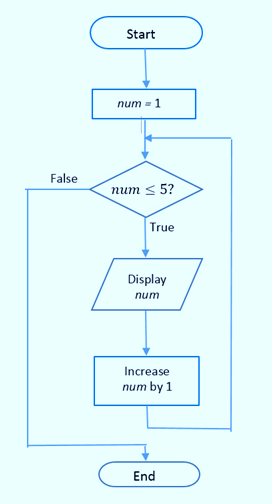 Start
num = 1
num ≤ 5?
False
True
Display
num
Increase
num by 1
End